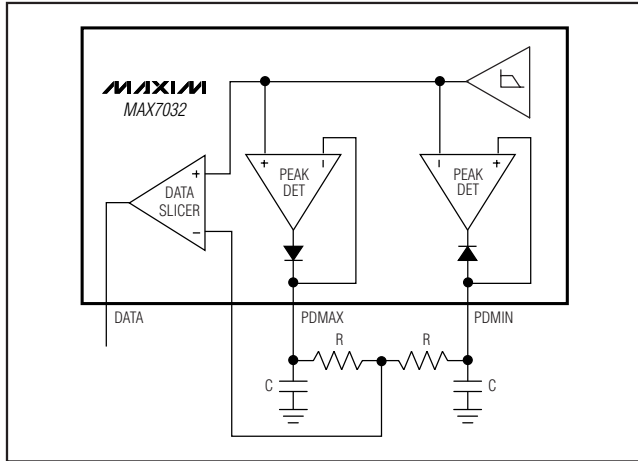 MAXIM
MAX7032
DATA
SLICER
+
−
PEAK
DET
+
−
PEAK
DET
−
+
DATA
PDMAX
PDMIN
R
R
C
C